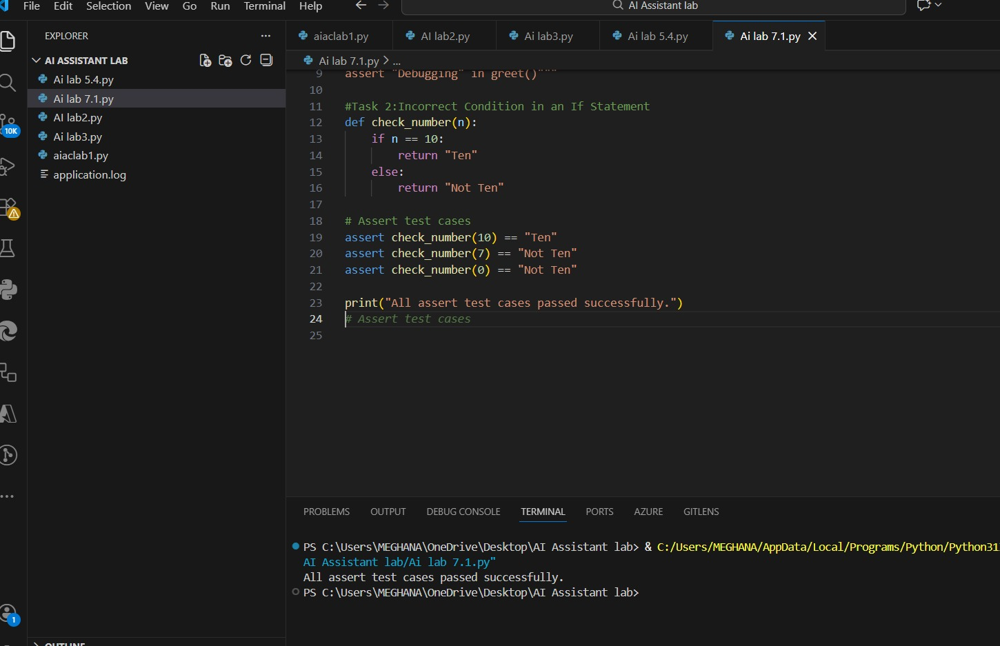 File Edit Selection View Go Run Terminal Help
AI Assistant lab
EXPLORER
AI ASSISTANT LAB
Ai lab 5.4.py
Ai lab 7.1.py
AI lab2.py
Ai lab3.py
aiaclab1.py
application.log
10K
1
OUTLINE
aiaclab1.py AI lab2.py Ai lab3.py Ai lab 5.4.py Ai lab 7.1.py
Ai lab 7.1.py > ...
9 assert "Debugging" in greet()"""
10
11 #Task 2:Incorrect Condition in an If Statement
12 def check_number(n):
13     if n == 10:
14         return "Ten"
15     else:
16         return "Not Ten"
17
18 # Assert test cases
19 assert check_number(10) == "Ten"
20 assert check_number(7) == "Not Ten"
21 assert check_number(0) == "Not Ten"
22
23 print("All assert test cases passed successfully.")
24 # Assert test cases
25
PROBLEMS OUTPUT DEBUG CONSOLE TERMINAL PORTS AZURE GITLENS
PS C:\Users\MEGHANA\OneDrive\Desktop\AI Assistant lab> & C:/Users/MEGHANA/AppData/Local/Programs/Python/Python31
AI Assistant lab/Ai lab 7.1.py"
All assert test cases passed successfully.
PS C:\Users\MEGHANA\OneDrive\Desktop\AI Assistant lab>